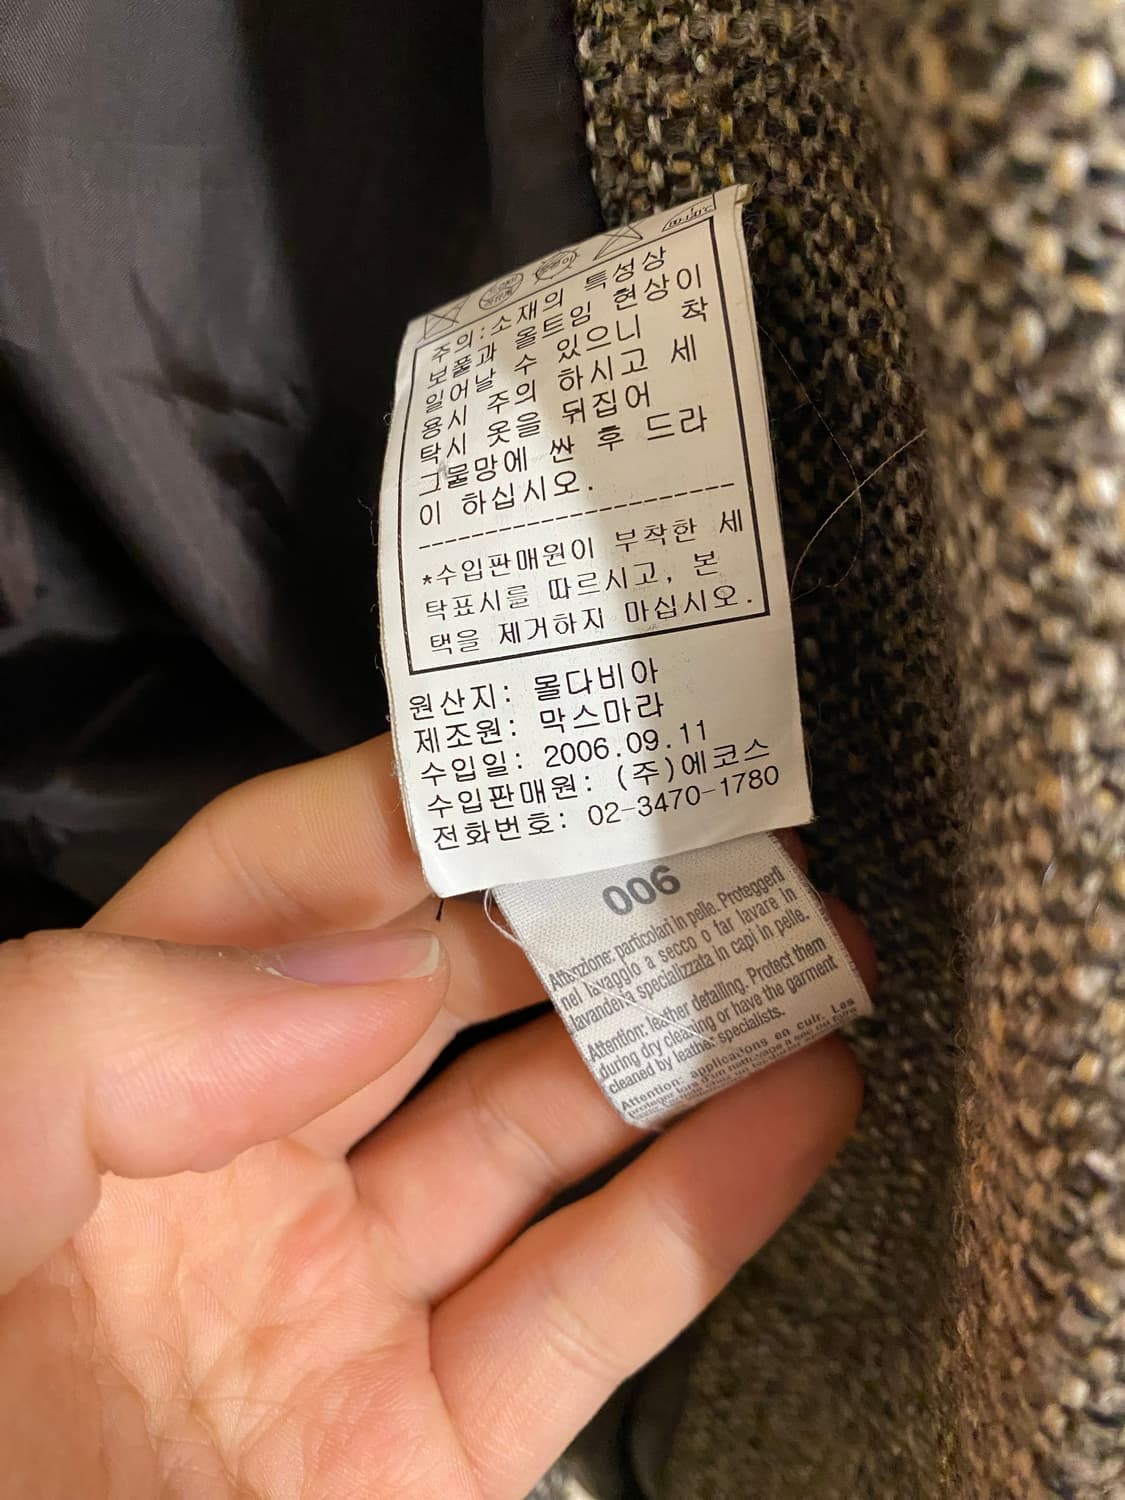 주의:소재의 특성상
보풀과 올트임 현상이
일어날 수 있으니 착
용시 주의 하시고 세
탁시 옷을 뒤집어
그물망에 싼 후 드라
이 하십시오.
*수입판매원이 부착한 세
탁표시를 따르시고, 본
택을 제거하지 마십시오.
원산지: 몰다비아
제조원: 막스마라
수입일: 2006.09.11
수입판매원: (주)에코스
전화번호: 02-3470-1780
006
Attenzione: particolari in pelle. Proteggerli
nel lavaggio a secco o far lavare in
lavanderia specializzata in capi in pelle.
Attention: leather detailing. Protect them
during dry cleaning or have the garment
cleaned by leather specialists.
Attention: applications en cuir. Les